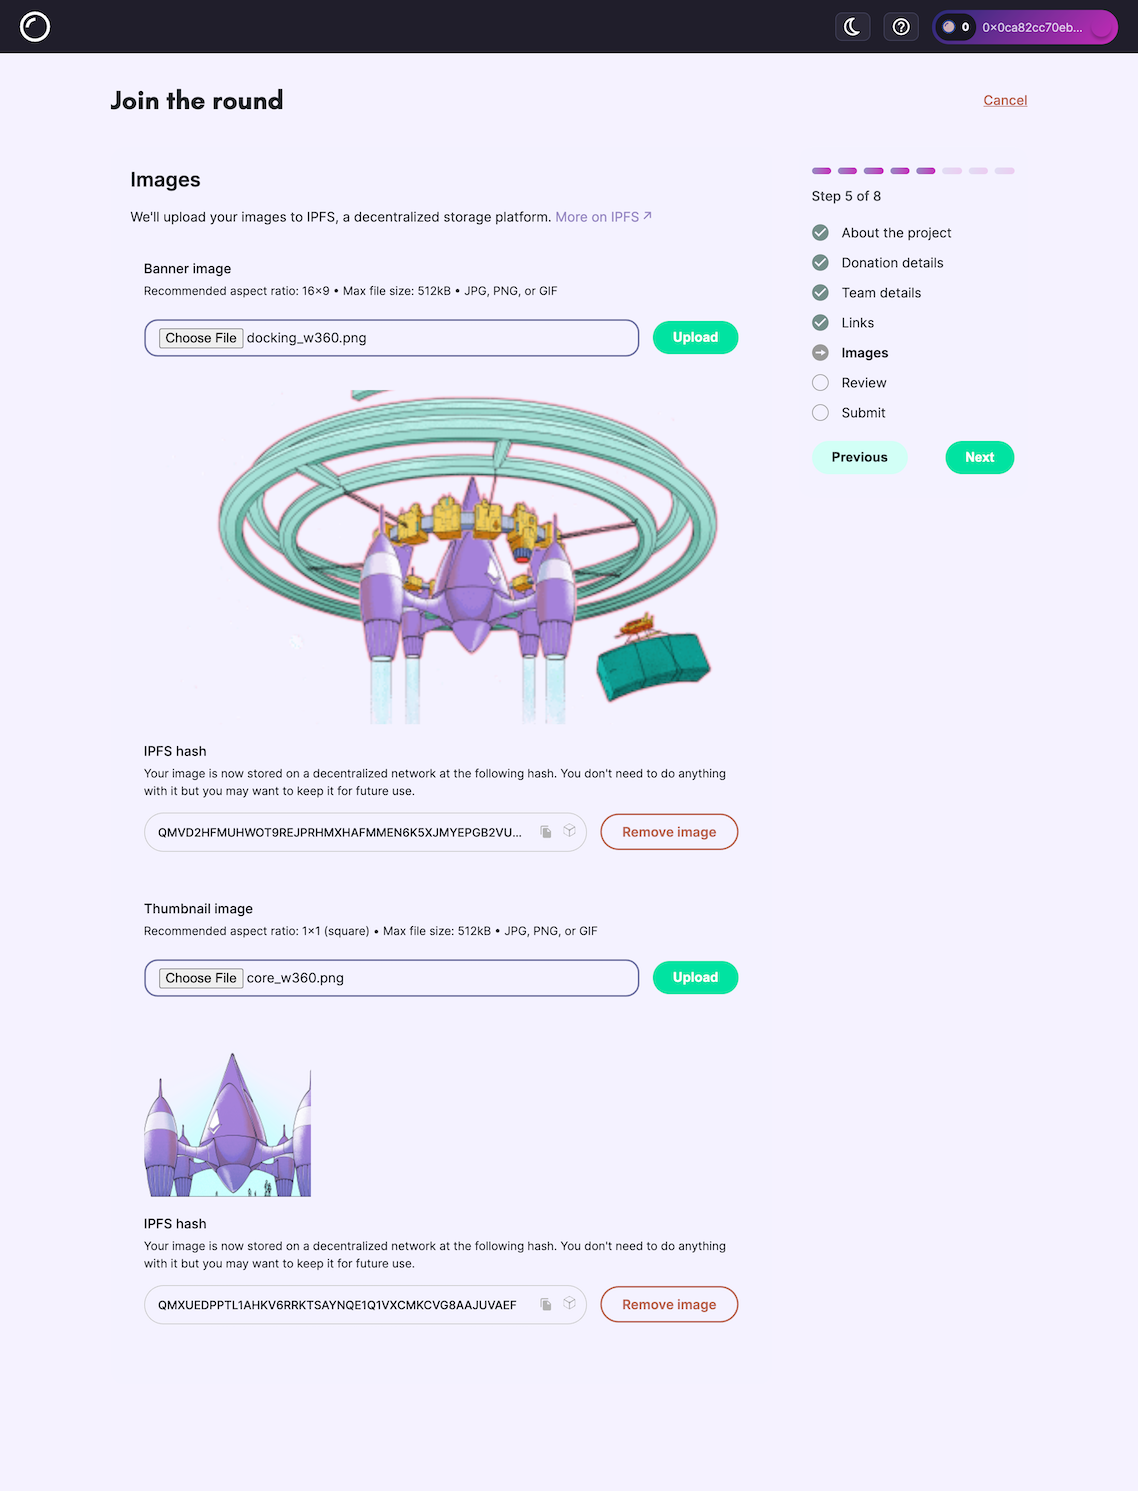 0 0×0ca82cc70eb...
Join the round
Cancel
Images
We'll upload your images to IPFS, a decentralized storage platform. More on IPFS ↗
Banner image
Recommended aspect ratio: 16×9 • Max file size: 512kB • JPG, PNG, or GIF
Choose File docking_w360.png
Upload
IPFS hash
Your image is now stored on a decentralized network at the following hash. You don't need to do anything
with it but you may want to keep it for future use.
QMVD2HFMUHWOT9REJPRHMXHAFMMEN6K5XJMYEPGB2VU...
Remove image
Thumbnail image
Recommended aspect ratio: 1×1 (square) • Max file size: 512kB • JPG, PNG, or GIF
Choose File core_w360.png
Upload
IPFS hash
Your image is now stored on a decentralized network at the following hash. You don't need to do anything
with it but you may want to keep it for future use.
QMXUEDPPTL1AHKV6RRKTSAYNQE1Q1VXCMKCVG8AAJUVAEF
Remove image
Step 5 of 8
About the project
Donation details
Team details
Links
Images
Review
Submit
Previous
Next